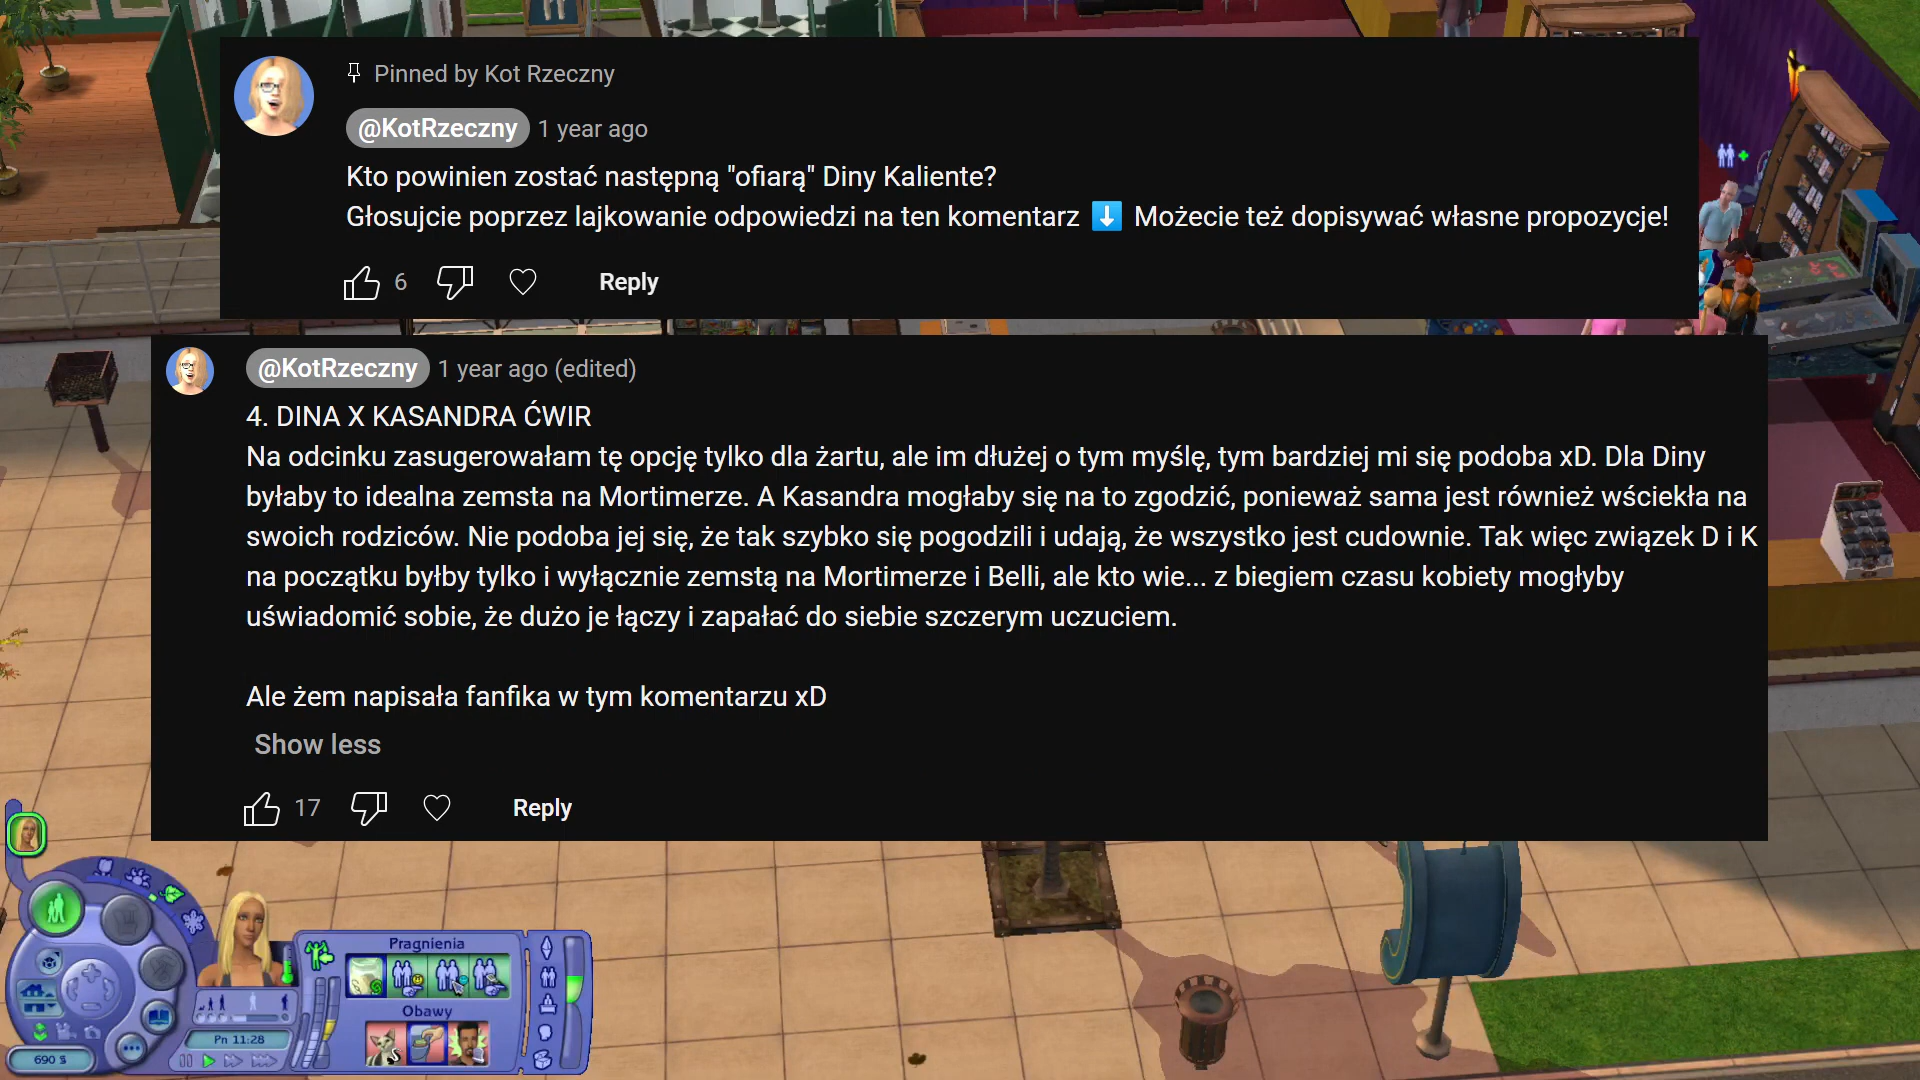 Pinned by Kot Rzeczny
@KotRzeczny 1 year ago
Kto powinien zostać następną "ofiarą" Diny Kaliente?
Głosujcie poprzez lajkowanie odpowiedzi na ten komentarz ⬇️ Możecie też dopisywać własne propozycje!
6 Reply
@KotRzeczny 1 year ago (edited)
4. DINA X KASANDRA ĆWIR
Na odcinku zasugerowałam tę opcję tylko dla żartu, ale im dłużej o tym myślę, tym bardziej mi się podoba xD. Dla Diny
byłaby to idealna zemsta na Mortimerze. A Kasandra mogłaby się na to zgodzić, ponieważ sama jest również wściekła na
swoich rodziców. Nie podoba jej się, że tak szybko się pogodzili i udają, że wszystko jest cudownie. Tak więc związek D i K
na początku byłby tylko i wyłącznie zemstą na Mortimerze i Belli, ale kto wie... z biegiem czasu kobiety mogłyby
uświadomić sobie, że dużo je łączy i zapałać do siebie szczerym uczuciem.
Ale żem napisała fanfika w tym komentarzu xD
Show less
17 Reply
Pragnienia
Obawy
Pn 11:28
690 $